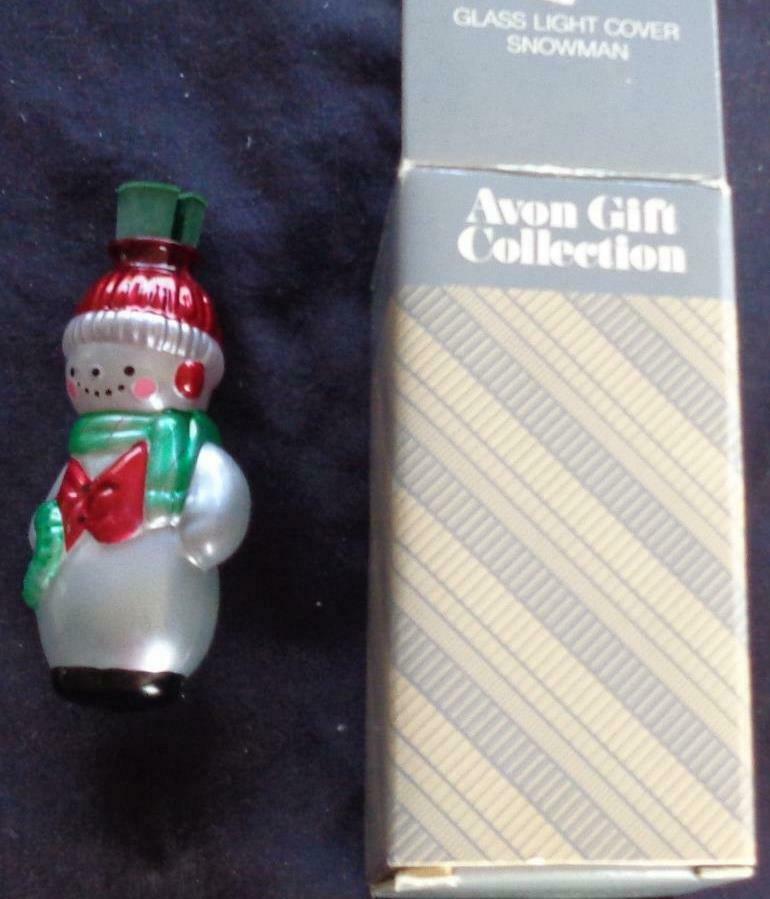 GLASS LIGHT COVER
SNOWMAN
Avon Gift
Collection